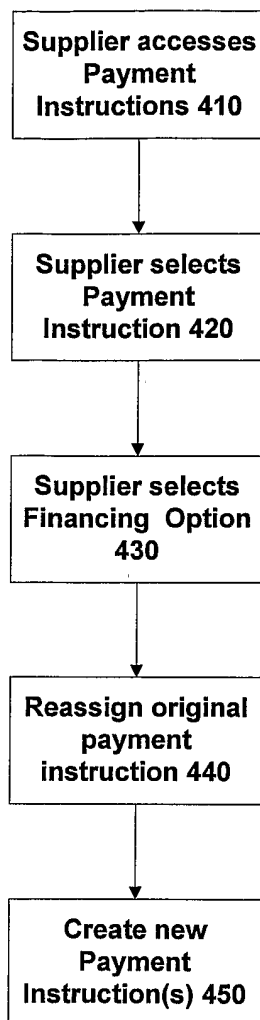 Supplier accesses
Payment
Instructions 410
Supplier selects
Payment
Instruction 420
Supplier selects
Financing Option
430
Reassign original
payment
instruction 440
Create new
Payment
Instruction(s) 450